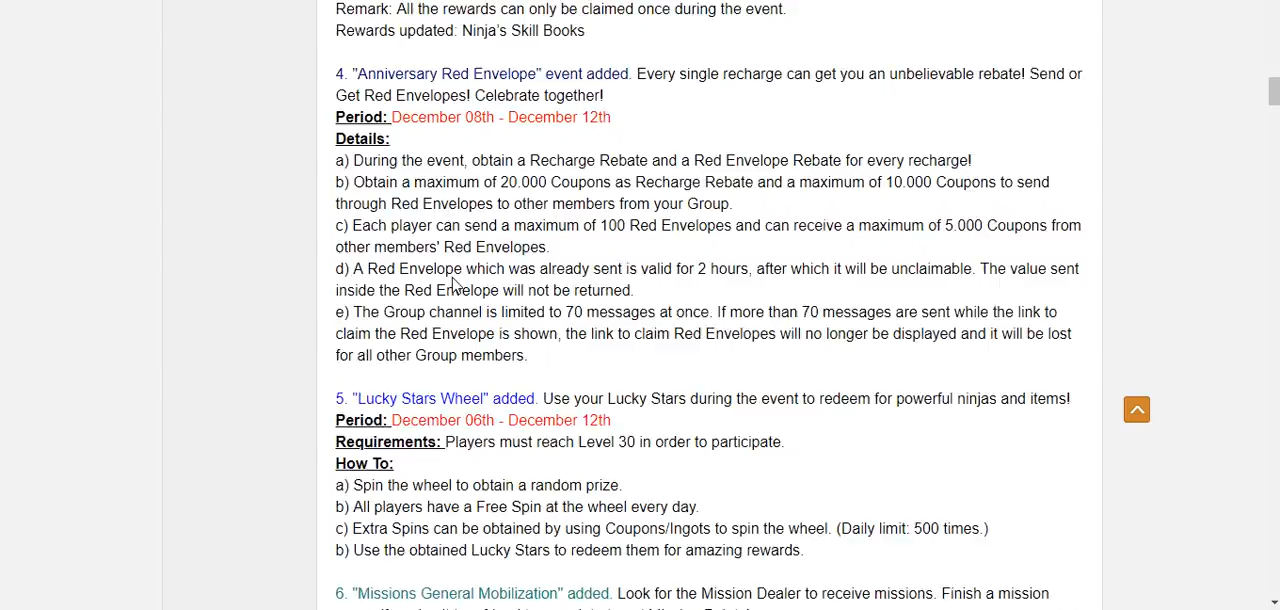 Remark: All the rewards can only be claimed once during the event.
Rewards updated: Ninja's Skill Books
4. "Anniversary Red Envelope" event added. Every single recharge can get you an unbelievable rebate! Send or
Get Red Envelopes! Celebrate together!
Period: December 08th - December 12th
Details:
a) During the event, obtain a Recharge Rebate and a Red Envelope Rebate for every recharge!
b) Obtain a maximum of 20.000 Coupons as Recharge Rebate and a maximum of 10.000 Coupons to send
through Red Envelopes to other members from your Group.
c) Each player can send a maximum of 100 Red Envelopes and can receive a maximum of 5.000 Coupons from
other members' Red Envelopes.
d) A Red Envelope which was already sent is valid for 2 hours, after which it will be unclaimable. The value sent
inside the Red Envelope will not be returned.
e) The Group channel is limited to 70 messages at once. If more than 70 messages are sent while the link to
claim the Red Envelope is shown, the link to claim Red Envelopes will no longer be displayed and it will be lost
for all other Group members.
5. "Lucky Stars Wheel" added. Use your Lucky Stars during the event to redeem for powerful ninjas and items!
Period: December 06th - December 12th
Requirements: Players must reach Level 30 in order to participate.
How To:
a) Spin the wheel to obtain a random prize.
b) All players have a Free Spin at the wheel every day.
c) Extra Spins can be obtained by using Coupons/Ingots to spin the wheel. (Daily limit: 500 times.)
b) Use the obtained Lucky Stars to redeem them for amazing rewards.
6. "Missions General Mobilization" added. Look for the Mission Dealer to receive missions. Finish a mission